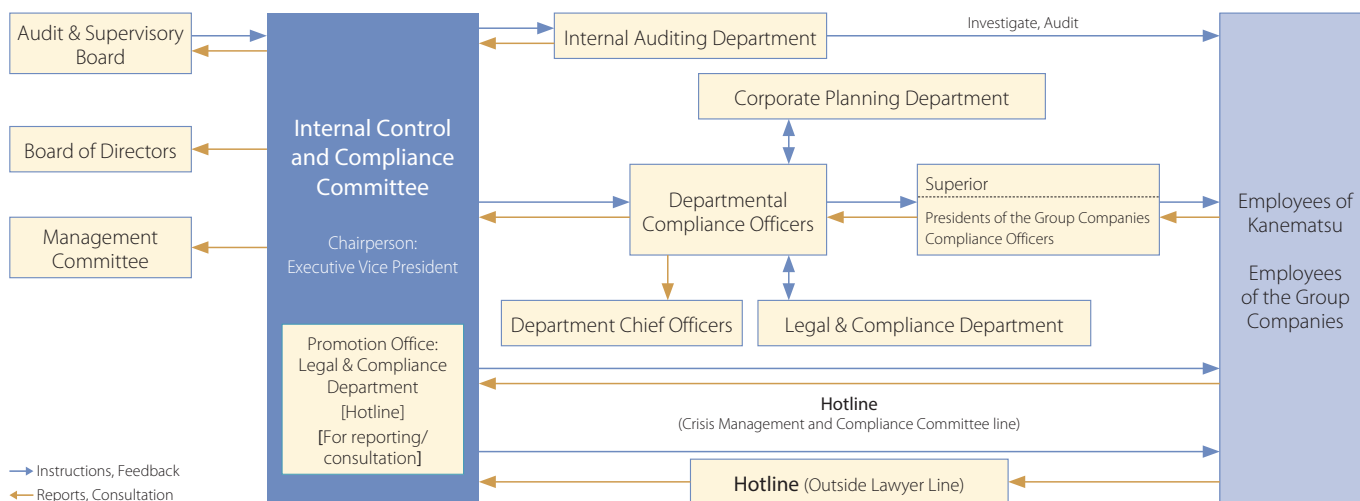 Audit & Supervisory
Board
Board of Directors
Management
Committee
Instructions, Feedback
Reports, Consultation
Internal Control
and Compliance
Committee
Chairperson:
Executive Vice President
Promotion Office:
Legal & Compliance
Department
[Hotline]
[For reporting/
consultation]
Internal Auditing Department
Investigate, Audit
Corporate Planning Department
Departmental
Compliance Officers
Superior
Presidents of the Group Companies
Compliance Officers
Department Chief Officers
Legal & Compliance Department
Hotline
(Crisis Management and Compliance Committee line)
Hotline (Outside Lawyer Line)
Employees of
Kanematsu
Employees
of the Group
Companies